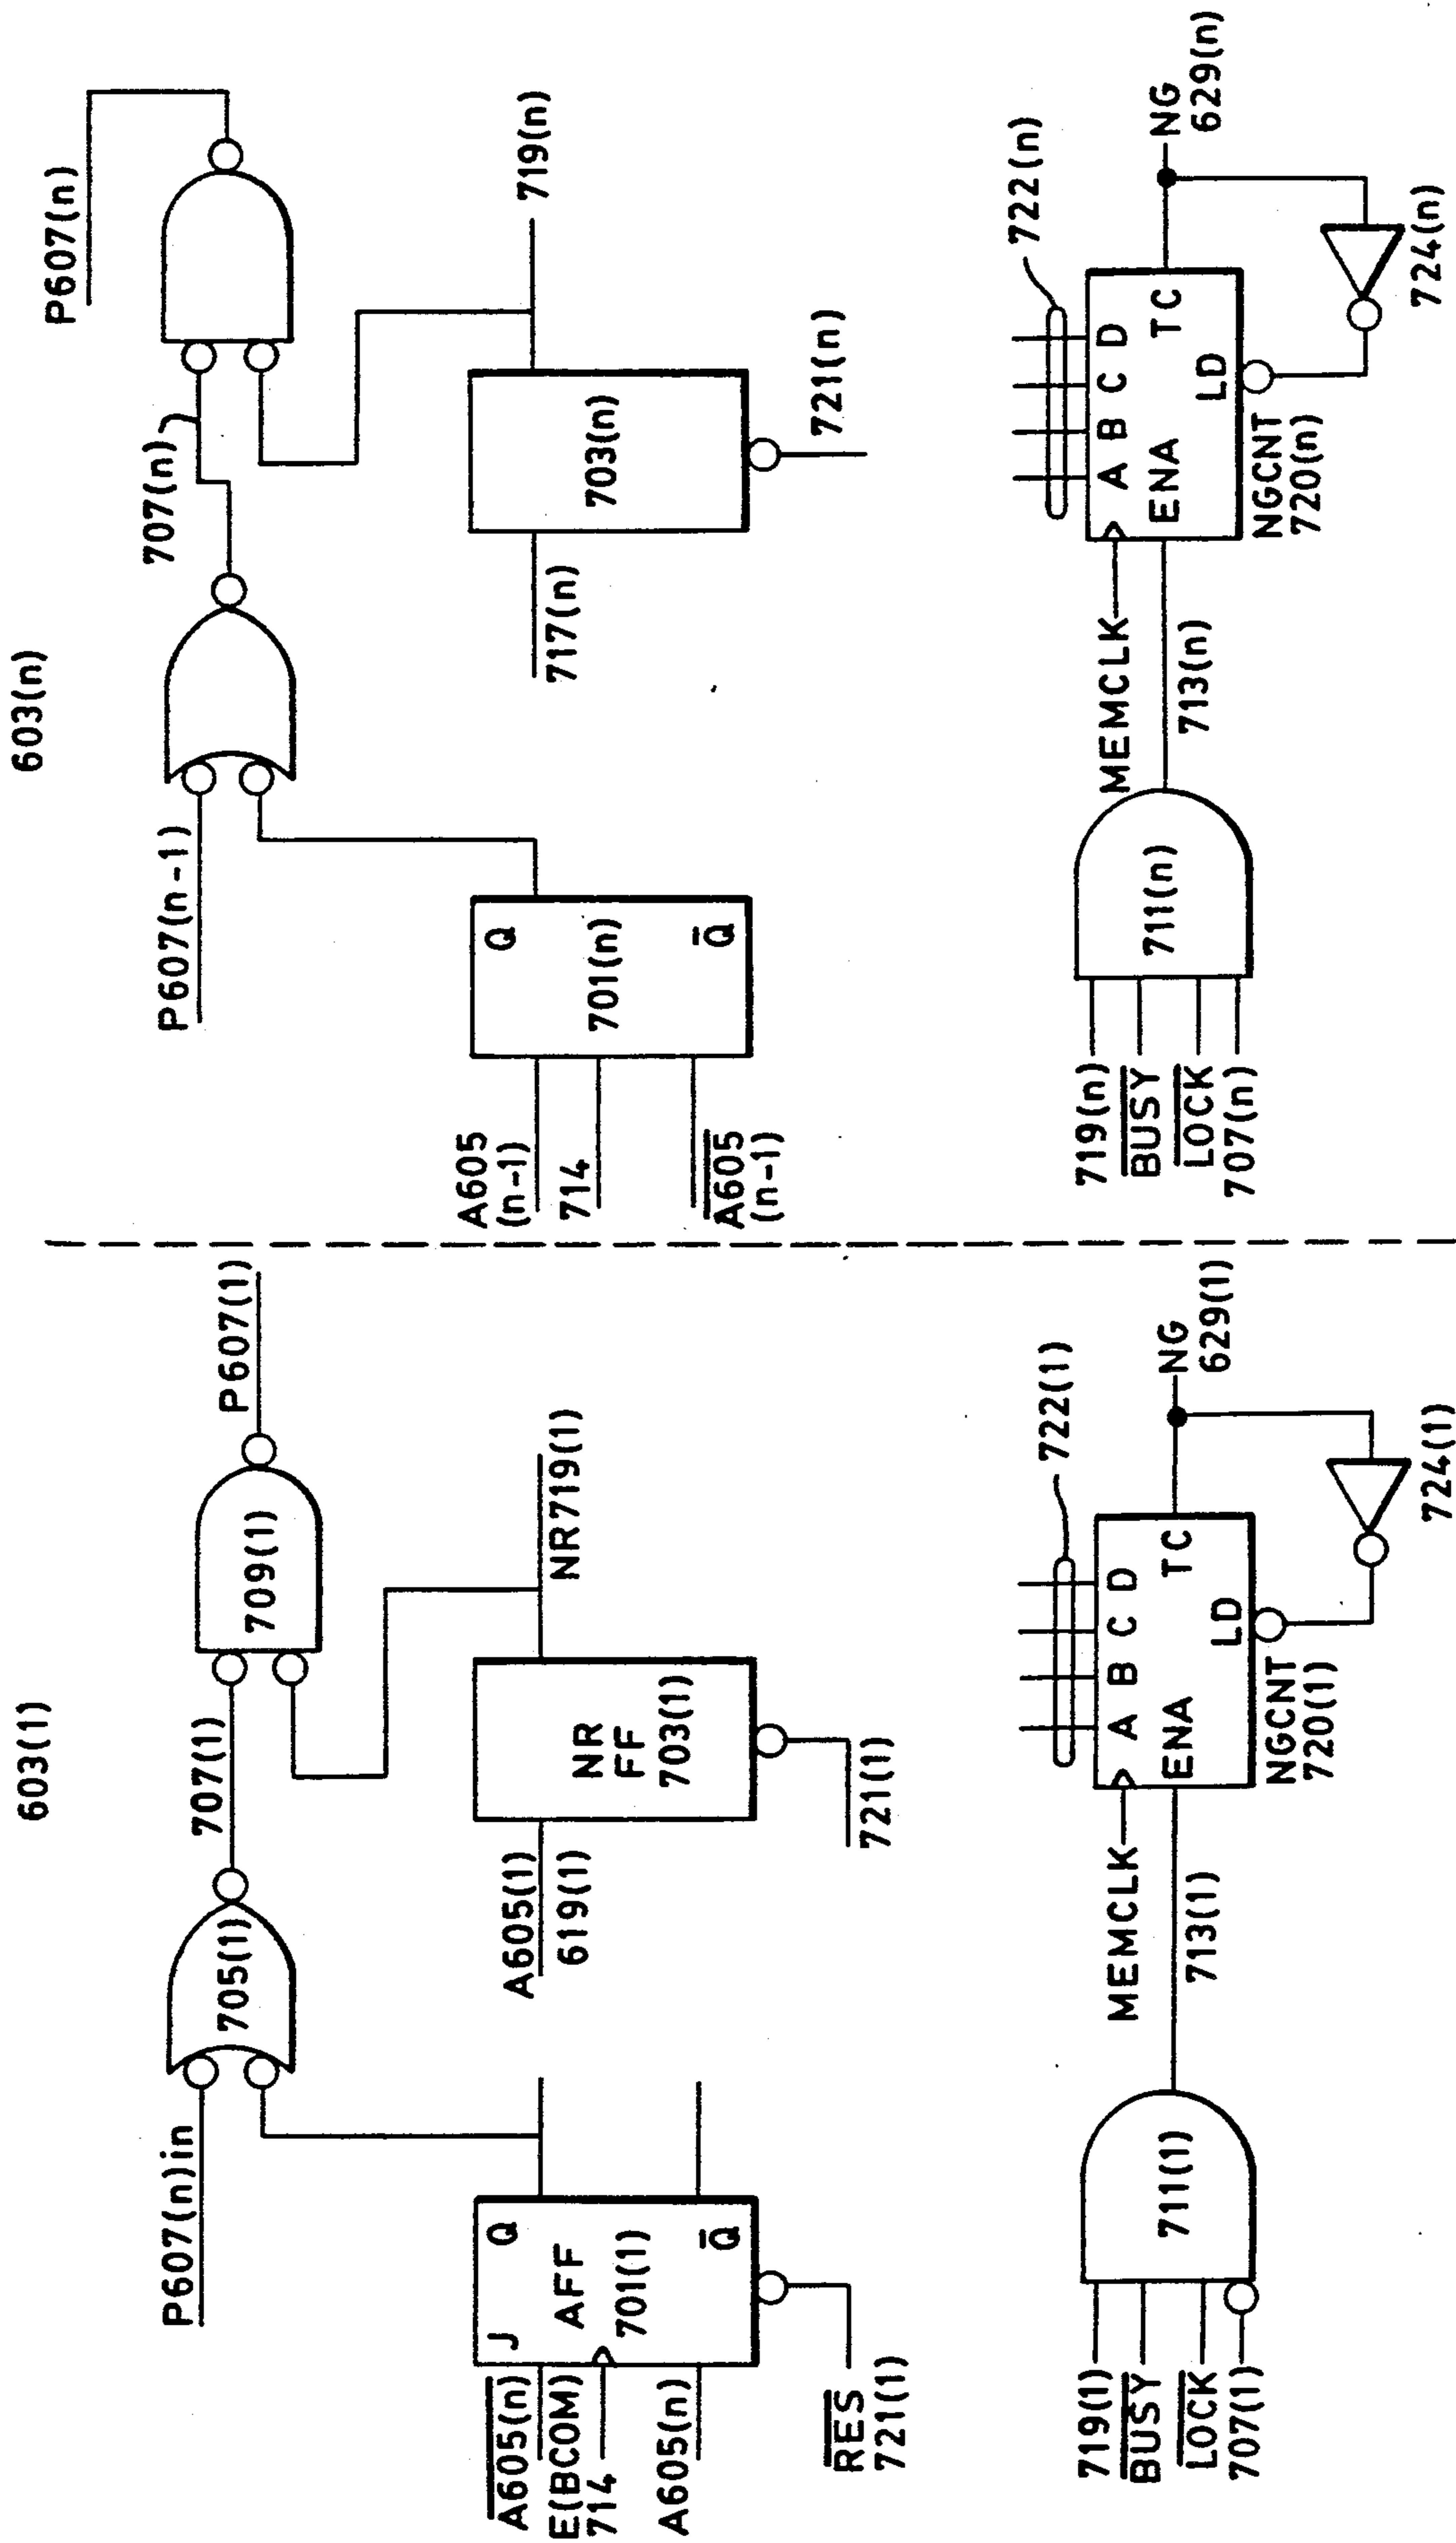 603(1)
P607(n)in
705(1)
707(1)
709(1)
P607(1)
A605(n)
E(BCOM)
714
A605(n)
J
Q
AFF
701(1)
Q
RES
721(1)
A605(1)
619(1)
NR
FF
703(1)
NR719(1)
721(1)
719(1)
BUSY
LOCK
707(1)
711(1)
713(1)
MEMCLK
A B C D
ENA
TC
LD
NGCNT
720(1)
722(1)
NG
629(1)
724(1)
603(n)
P607(n-1)
707(n)
P607(n)
A605
(n-1)
714
A605
(n-1)
Q
701(n)
Q
717(n)
703(n)
719(n)
721(n)
719(n)
BUSY
LOCK
707(n)
711(n)
713(n)
MEMCLK
A B C D
ENA
TC
LD
NGCNT
720(n)
722(n)
NG
629(n)
724(n)